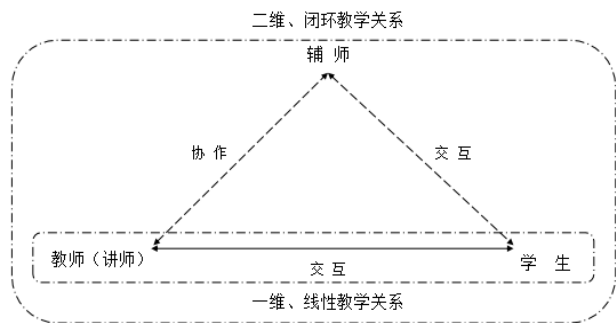 二维、闭环教学关系
辅 师
协 作
交 互
教师（讲师）
学 生
交 互
一维、线性教学关系